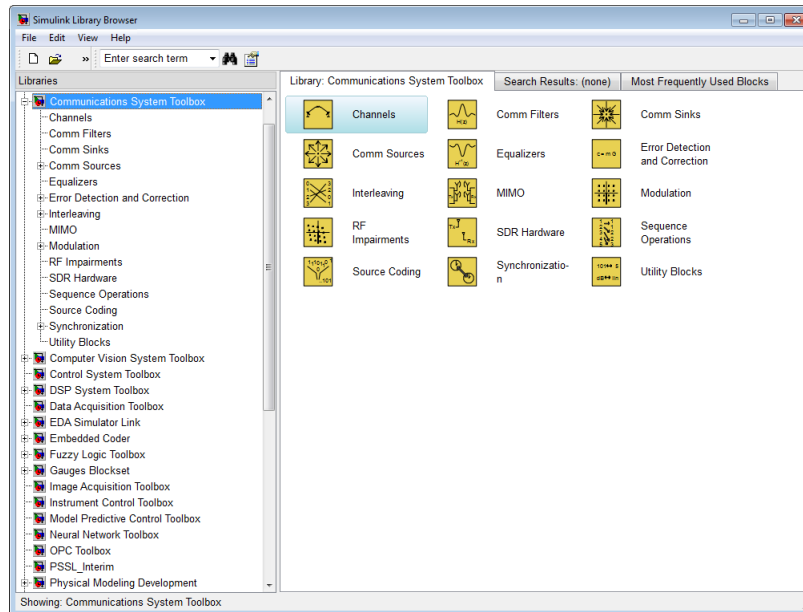 Simulink Library Browser
File Edit View Help
» Enter search term
Libraries
Library: Communications System Toolbox
Search Results: (none)
Most Frequently Used Blocks
Communications System Toolbox
Channels
Comm Filters
Comm Sinks
Comm Sources
Equalizers
Error Detection and Correction
Interleaving
MIMO
Modulation
RF Impairments
SDR Hardware
Sequence Operations
Source Coding
Synchronization
Utility Blocks
Computer Vision System Toolbox
Control System Toolbox
DSP System Toolbox
Data Acquisition Toolbox
EDA Simulator Link
Embedded Coder
Fuzzy Logic Toolbox
Gauges Blockset
Image Acquisition Toolbox
Instrument Control Toolbox
Model Predictive Control Toolbox
Neural Network Toolbox
OPC Toolbox
PSSL_Interim
Physical Modeling Development
Channels
Comm Filters
Comm Sinks
Comm Sources
Equalizers
Error Detection
and Correction
Interleaving
MIMO
Modulation
RF
Impairments
SDR Hardware
Sequence
Operations
Source Coding
Synchronizatio-
n
Utility Blocks
Showing: Communications System Toolbox